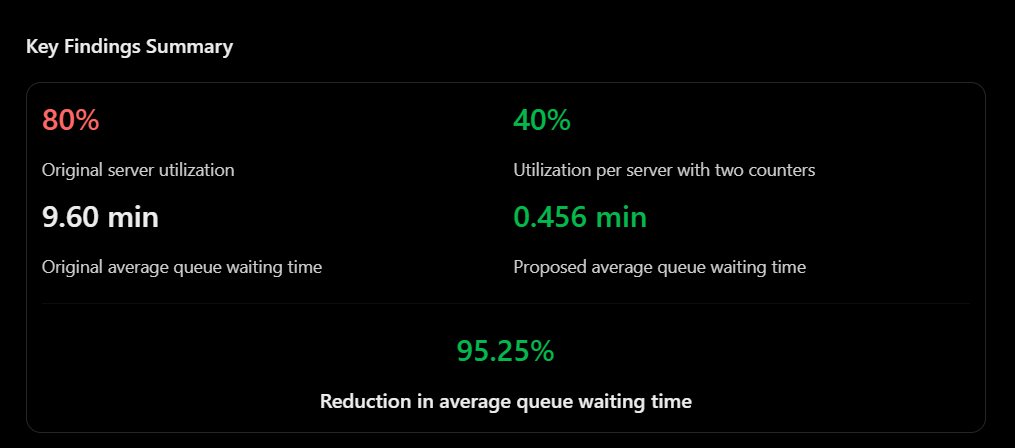 Key Findings Summary
80%
Original server utilization
40%
Utilization per server with two counters
9.60 min
Original average queue waiting time
0.456 min
Proposed average queue waiting time
95.25%
Reduction in average queue waiting time